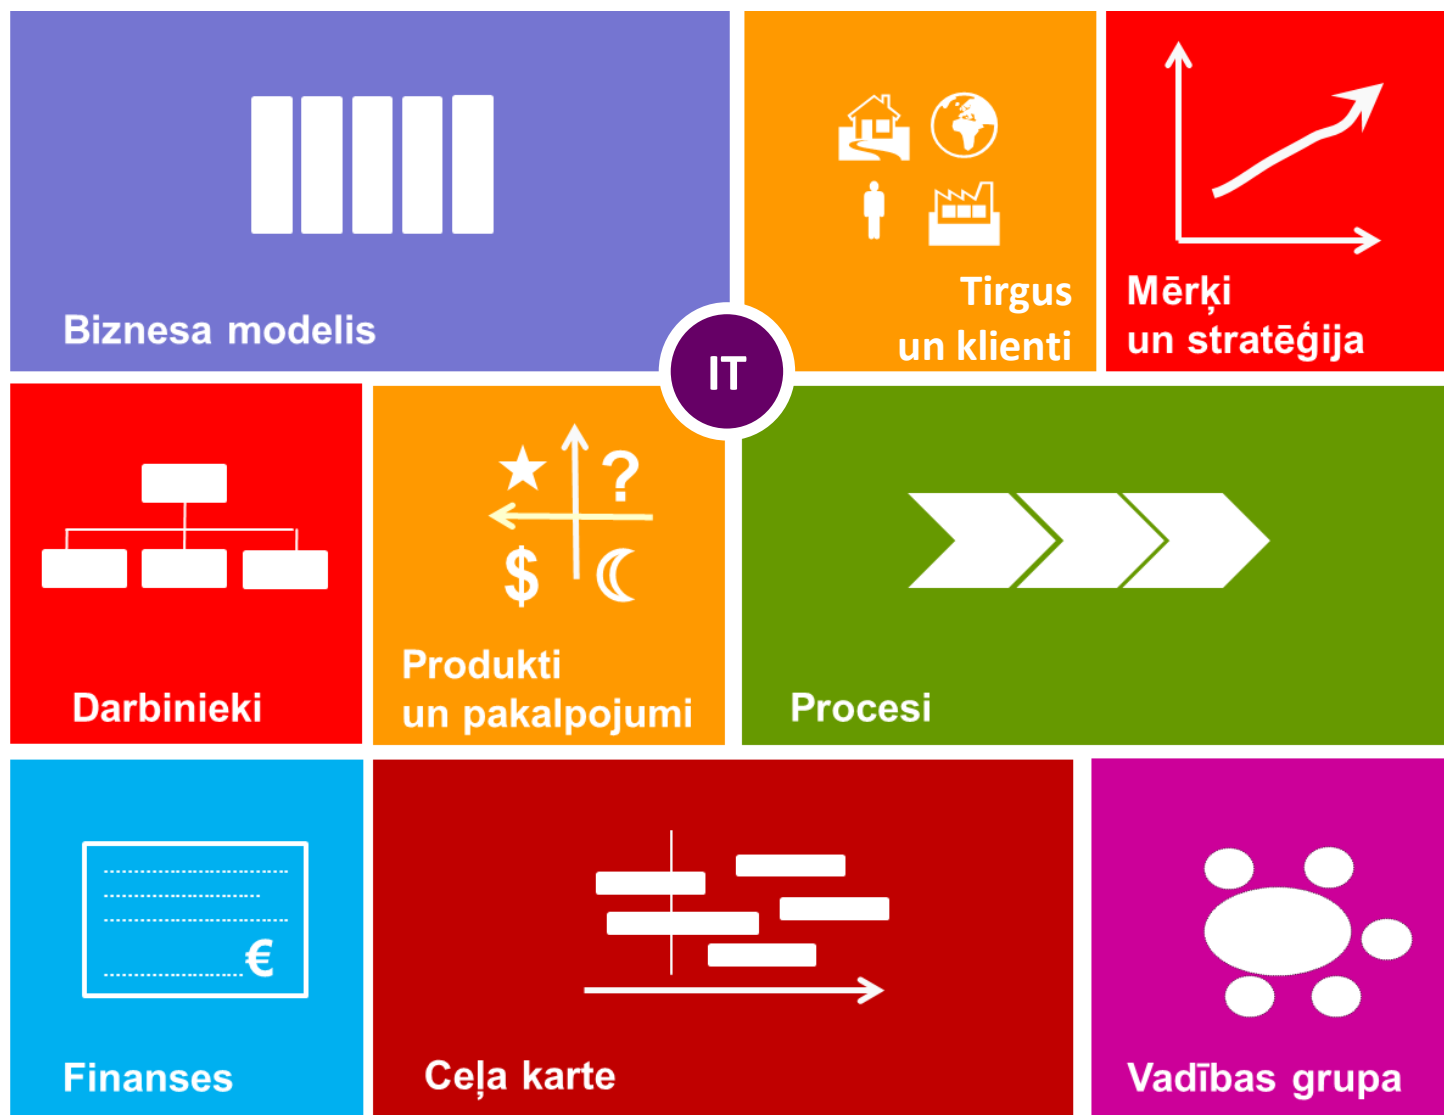 Biznesa modelis
Tirgus
un klienti
Mērķi
un stratēģija
IT
Darbinieki
?
$
Produkti
un pakalpojumi
Procesi
€
Finanses
Ceļa karte
Vadības grupa